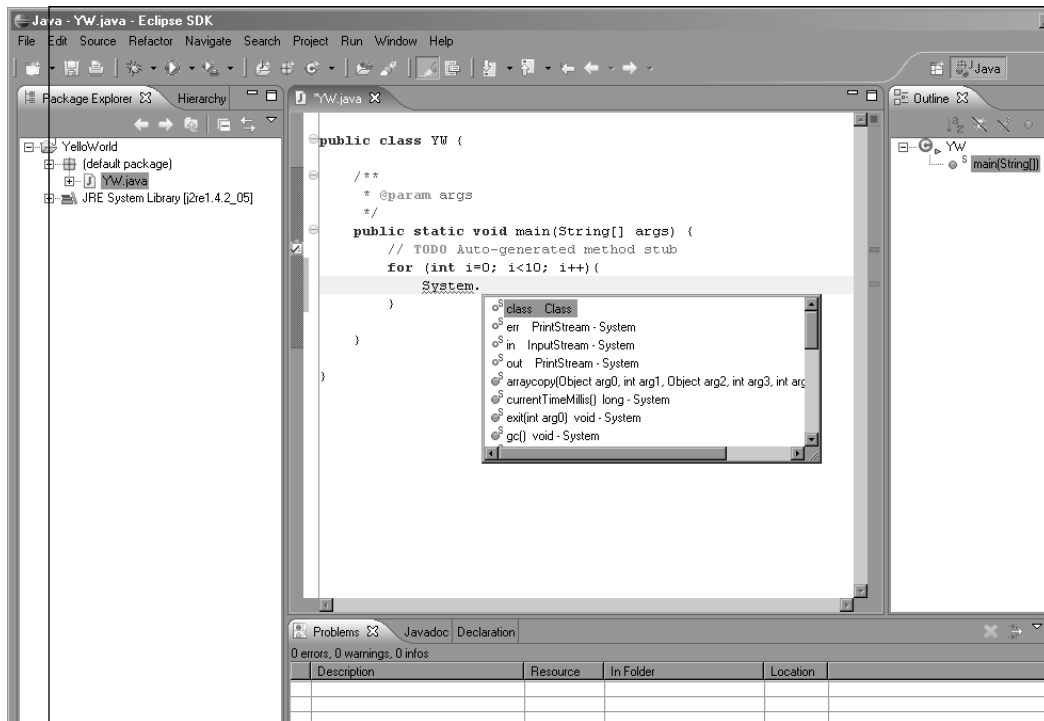 Java - YW.java - Eclipse SDK
File Edit Source Refactor Navigate Search Project Run Window Help
Java
Package Explorer Hierarchy
YelloWorld
(default package)
YW.java
JRE System Library [j2re1.4.2_05]
*YW.java
public class YW {
/**
* @param args
*/
public static void main(String[] args) {
// TODO Auto-generated method stub
for (int i=0; i<10; i++){
System.
}
}
}
class Class
err PrintStream - System
in InputStream - System
out PrintStream - System
arraycopy(Object arg0, int arg1, Object arg2, int arg3, int arg
currentTimeMillis() long - System
exit(int arg0) void - System
gc() void - System
Outline
YW
main(String[])
Problems Javadoc Declaration
0 errors, 0 warnings, 0 infos
Description Resource In Folder Location